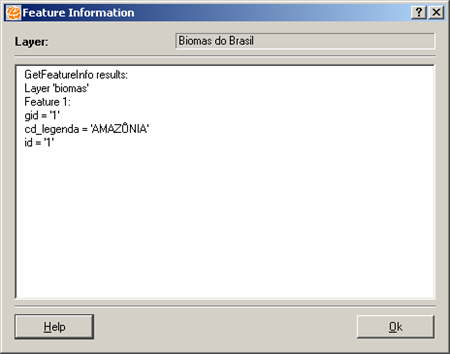 Feature Information
Layer: Biomas do Brasil
GetFeatureInfo results:
Layer 'biomas'
Feature 1:
gid = '1'
cd_legenda = 'AMAZÔNIA'
id = '1'
Help Ok